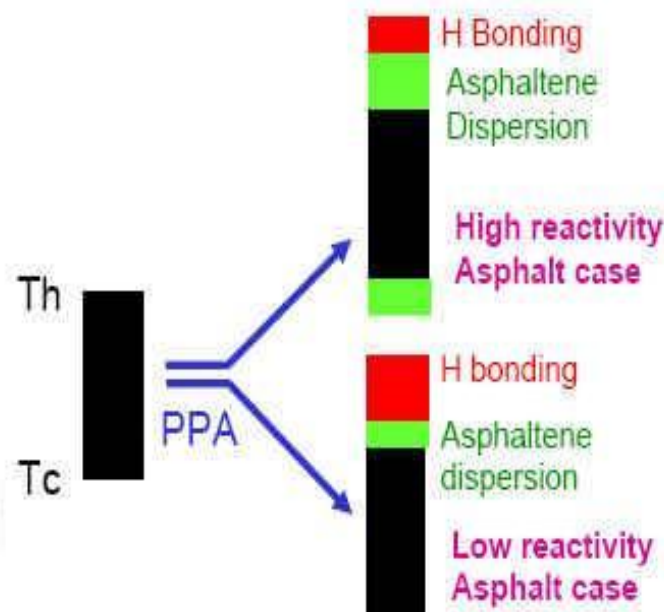 H Bonding
Asphaltene
Dispersion
High reactivity
Asphalt case
Th
PPA
Tc
H bonding
Asphaltene
dispersion
Low reactivity
Asphalt case